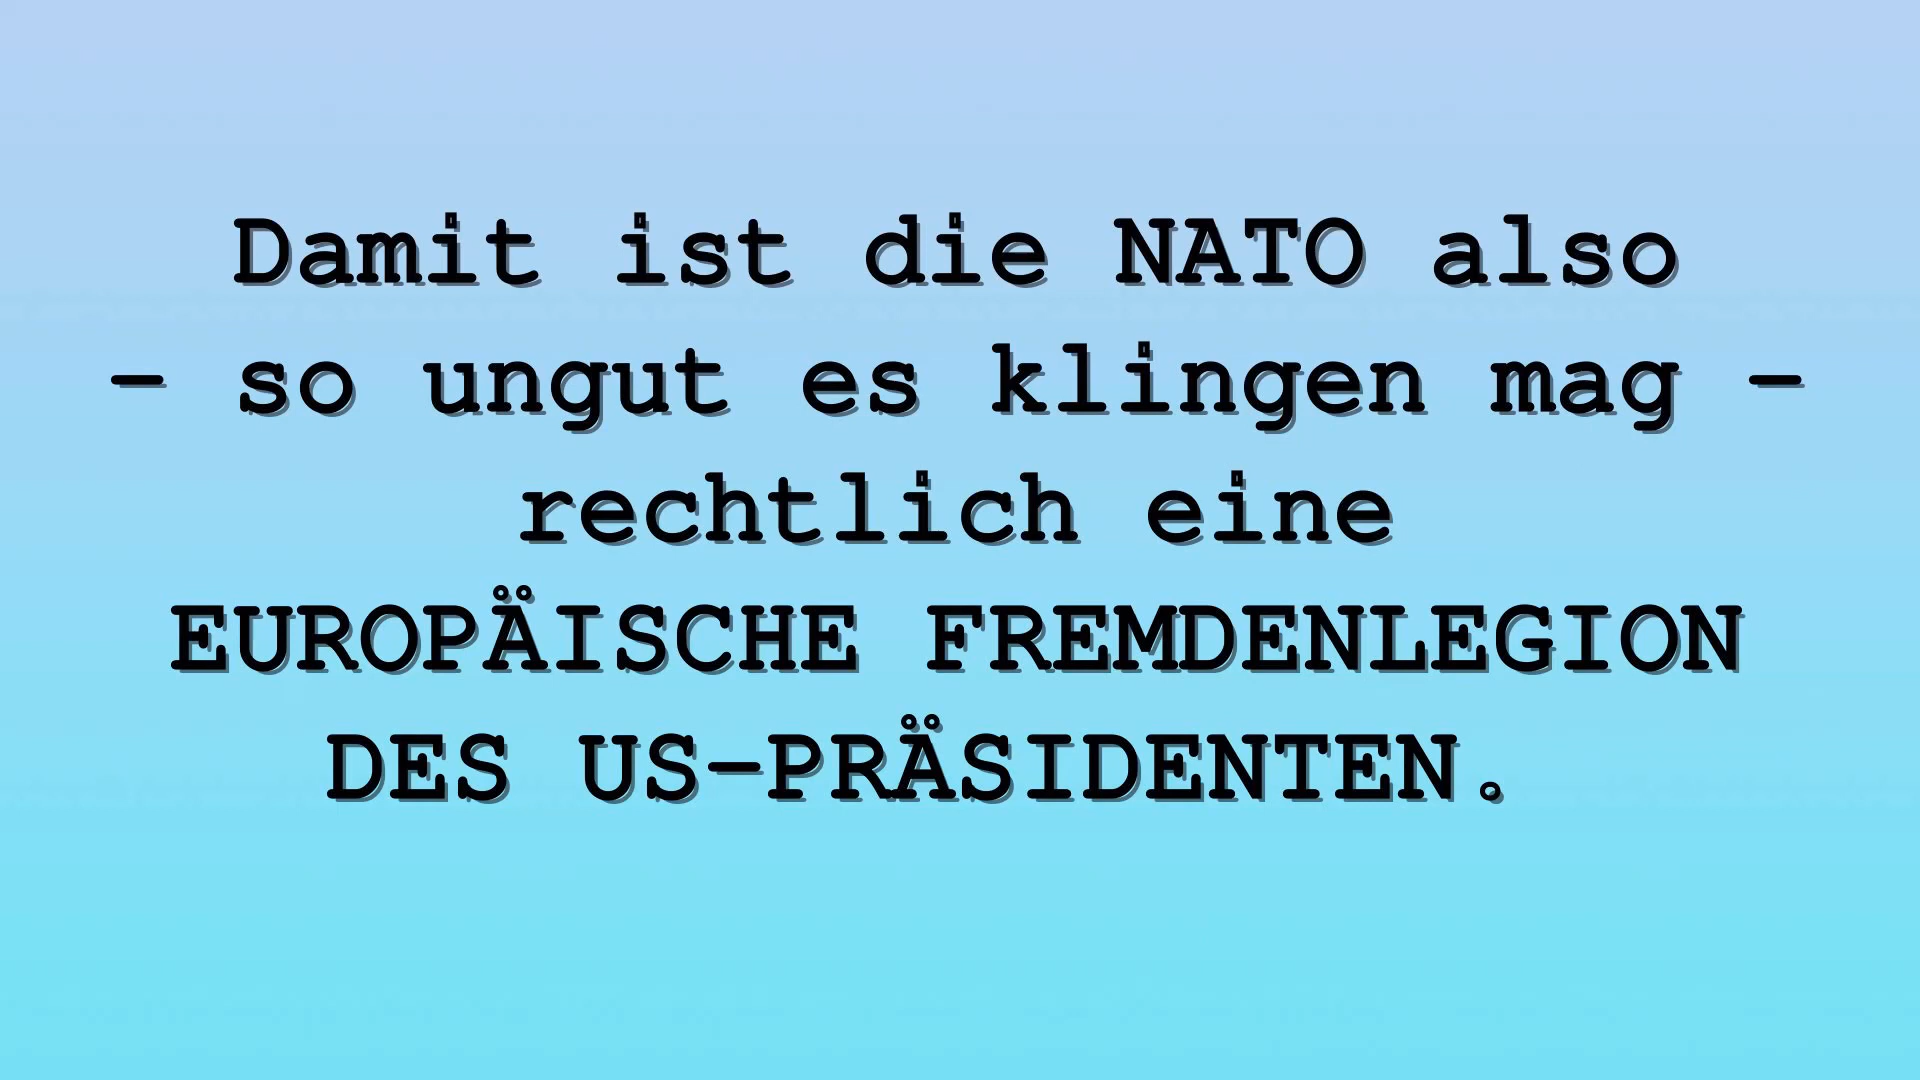 Damit ist die NATO also
- so ungut es klingen mag -
rechtlich eine
EUROPÄISCHE FREMDENLEGION
DES US-PRÄSIDENTEN.